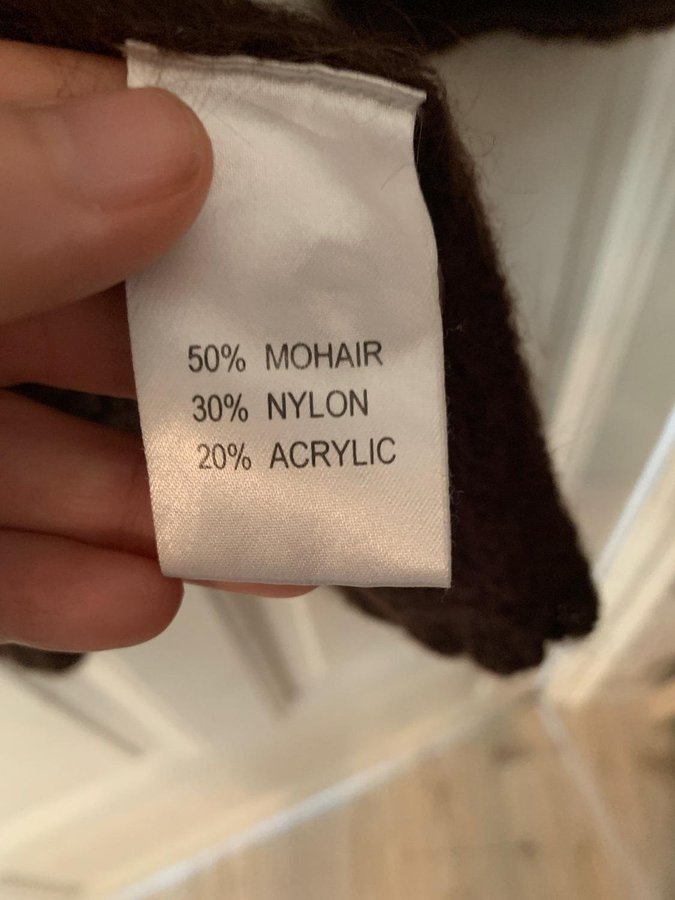 50% MOHAIR
30% NYLON
20% ACRYLIC